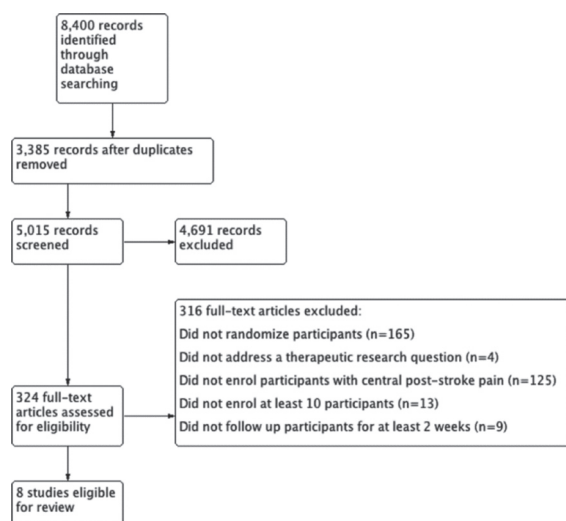 8,400 records
identified
through
database
searching
3,385 records after duplicates
removed
5,015 records
screened
4,691 records
excluded
316 full-text articles excluded:
Did not randomize participants (n=165)
Did not address a therapeutic research question (n=4)
Did not enrol participants with central post-stroke pain (n=125)
Did not enrol at least 10 participants (n=13)
Did not follow up participants for at least 2 weeks (n=9)
324 full-text
articles assessed
for eligibility
8 studies eligible
for review